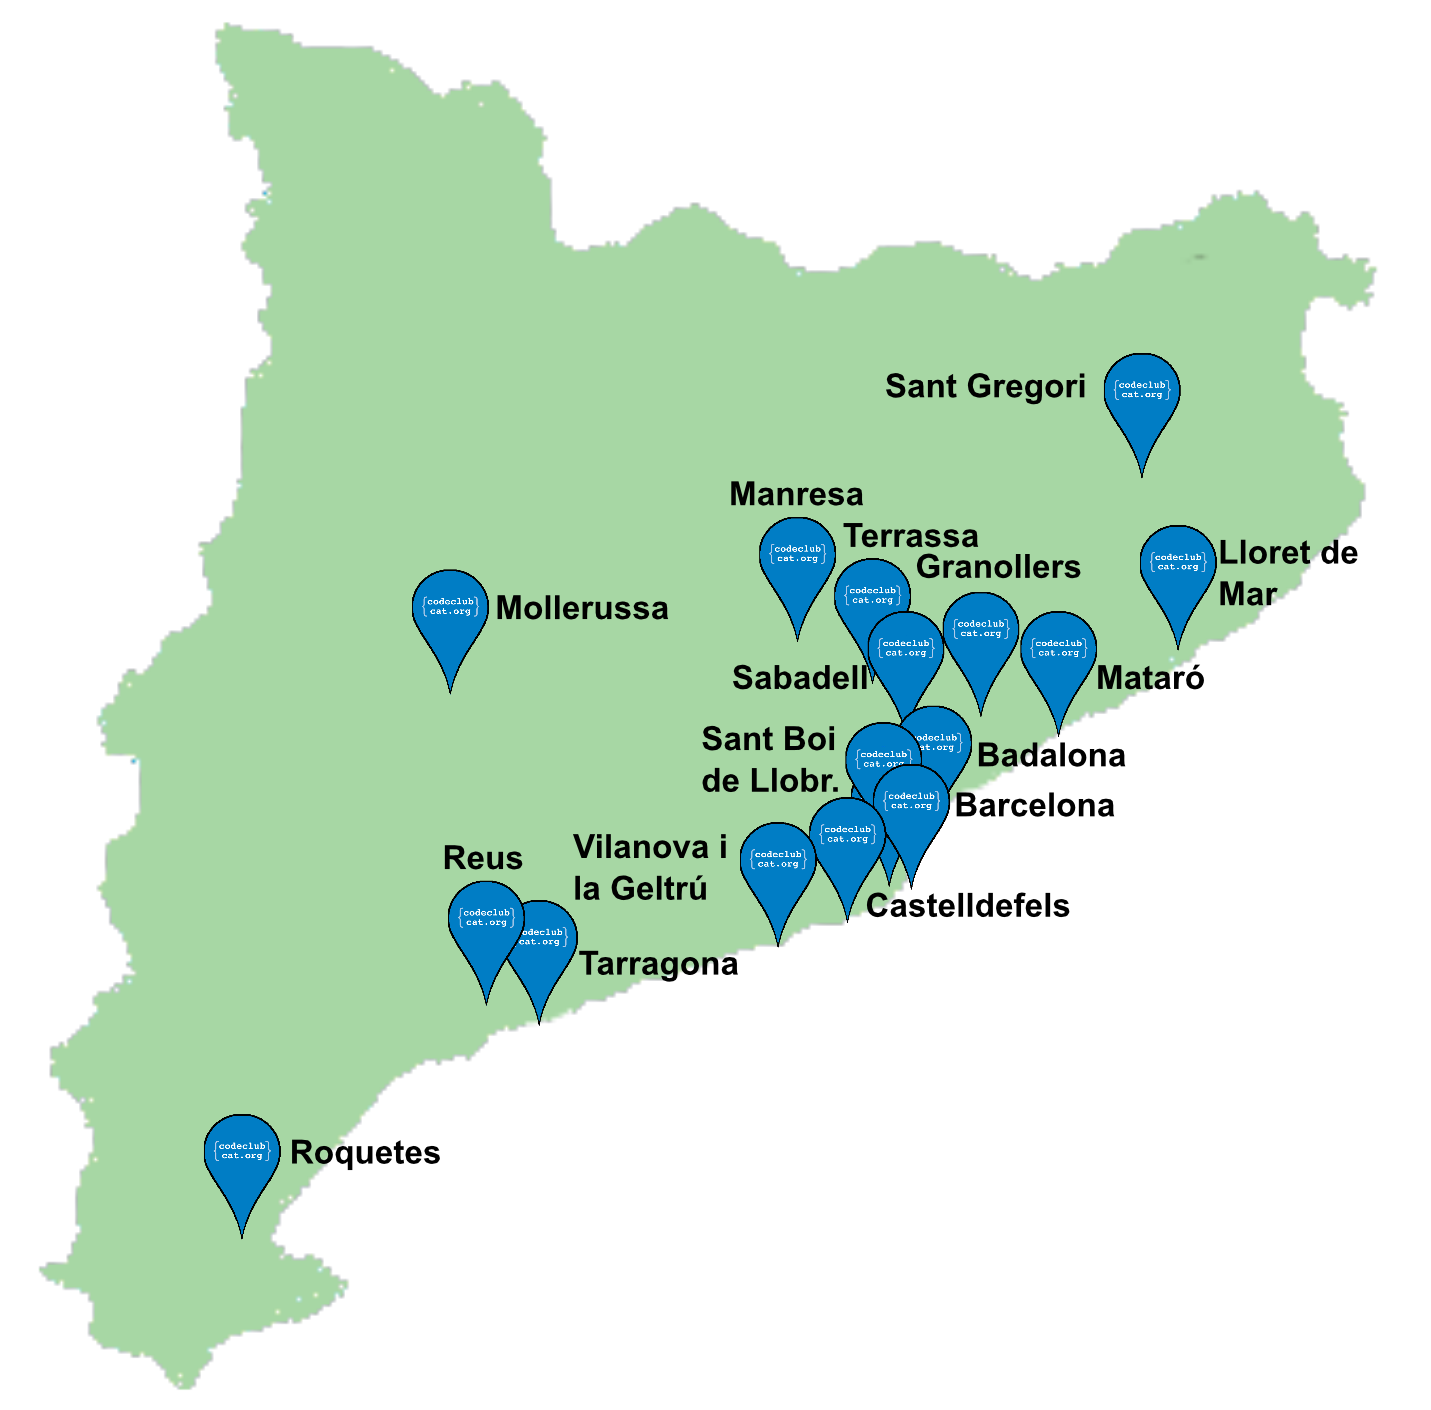 Sant Gregori
{codeclub
cat.org}
Manresa
{codeclub
cat.org}
Terrassa
{codeclub
cat.org}
Granollers
{codeclub
cat.org}
Lloret de
Mar
{codeclub
cat.org}
Mollerussa
{codeclub
cat.org}
Sabadell
{codeclub
cat.org}
Mataró
{codeclub
cat.org}
Sant Boi
de Llobr.
{codeclub
cat.org
Badalona
codeclub}
cat.org}
Barcelona
{codeclub
cat.org}
Vilanova i
la Geltrú
{codeclub
cat.org}
Castelldefels
{codeclub
cat.org}
Reus
{codeclub
cat.org}
Tarragona
codeclub}
cat.org}
Roquetes
{codeclub
cat.org}